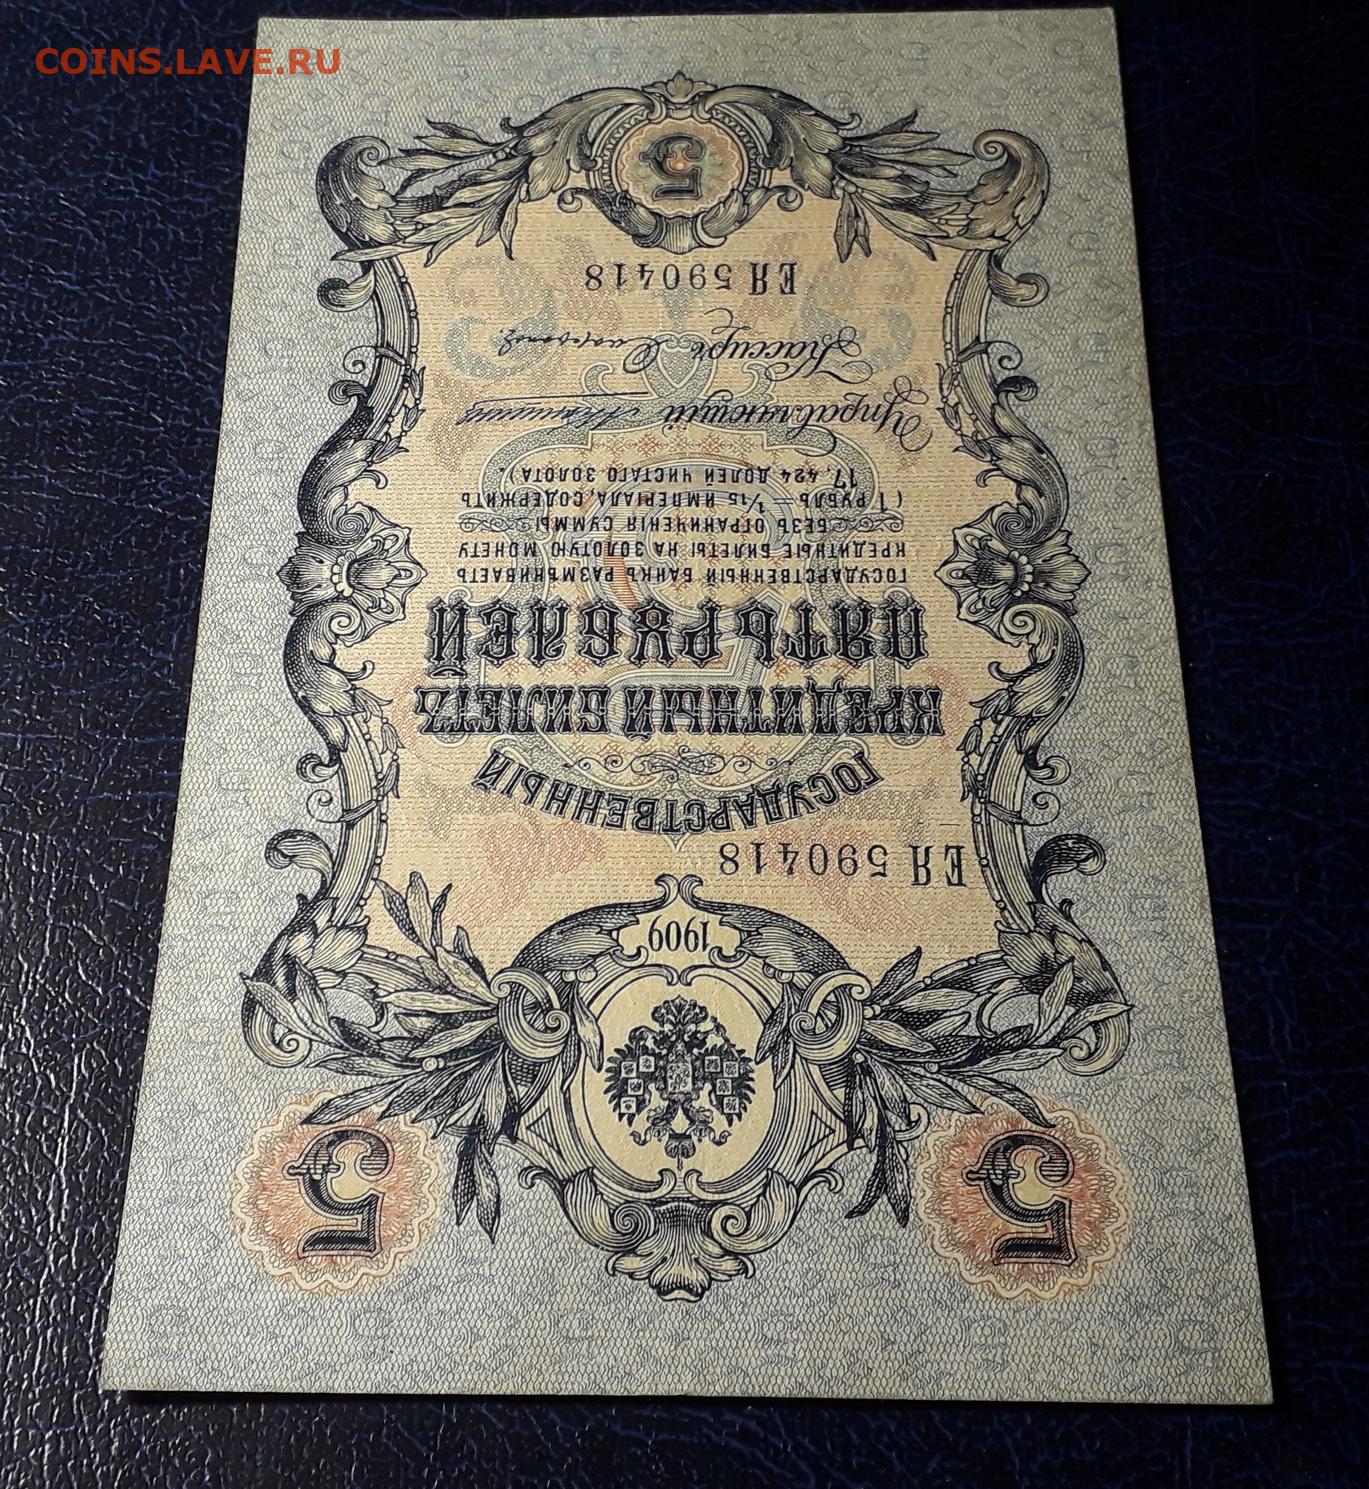 COINS.LAVE.RU
5 5
1909
ЕЯ 590418
ГОСУДАРСТВЕННЫЙ
КРЕДИТНЫЙ БИЛЕТЪ
ПЯТЬ РУБЛЕЙ
ГОСУДАРСТВЕННЫЙ БАНКЪ РАЗМѢНИВАЕТЪ
КРЕДИТНЫЕ БИЛЕТЫ НА ЗОЛОТУЮ МОНЕТУ
БЕЗЪ ОГРАНИЧЕНІЯ СУММЫ
(1 РУБЛЬ = 1/15 ИМПЕРІАЛА, СОДЕРЖИТЪ
17,424 ДОЛЕЙ ЧИСТАГО ЗОЛОТА).
Управляющій
Кассиръ
ЕЯ 590418
5